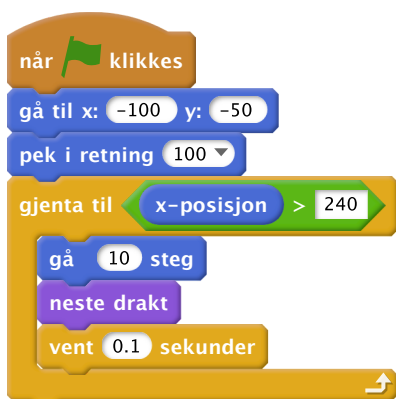 når klikkes
gå til x: -100 y: -50
pek i retning 100
gjenta til x-posisjon > 240
gå 10 steg
neste drakt
vent 0.1 sekunder